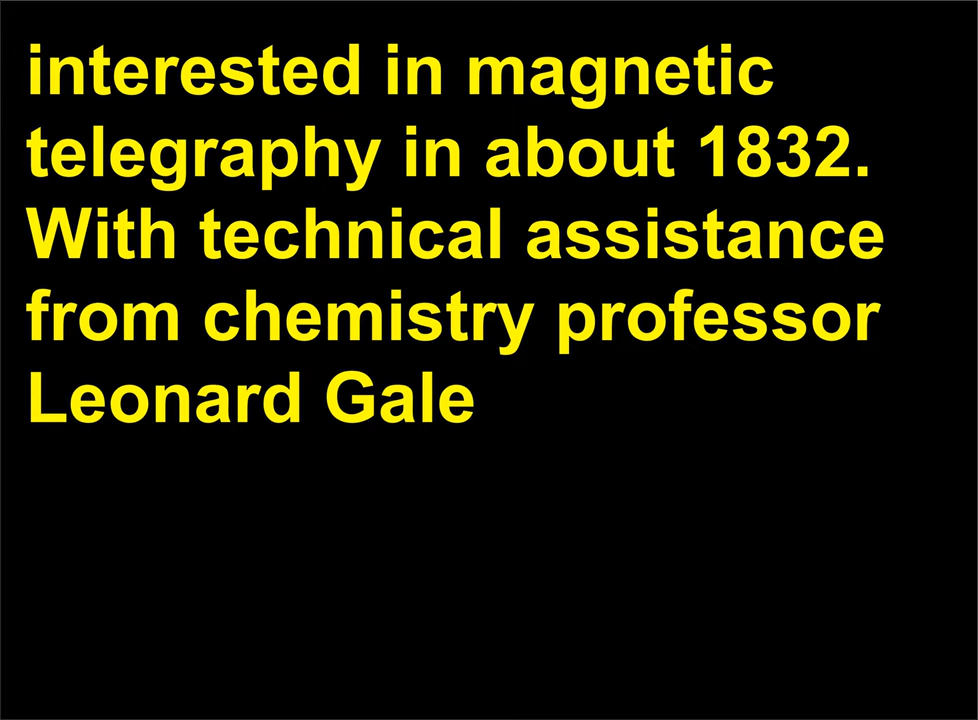 interested in magnetic
telegraphy in about 1832.
With technical assistance
from chemistry professor
Leonard Gale